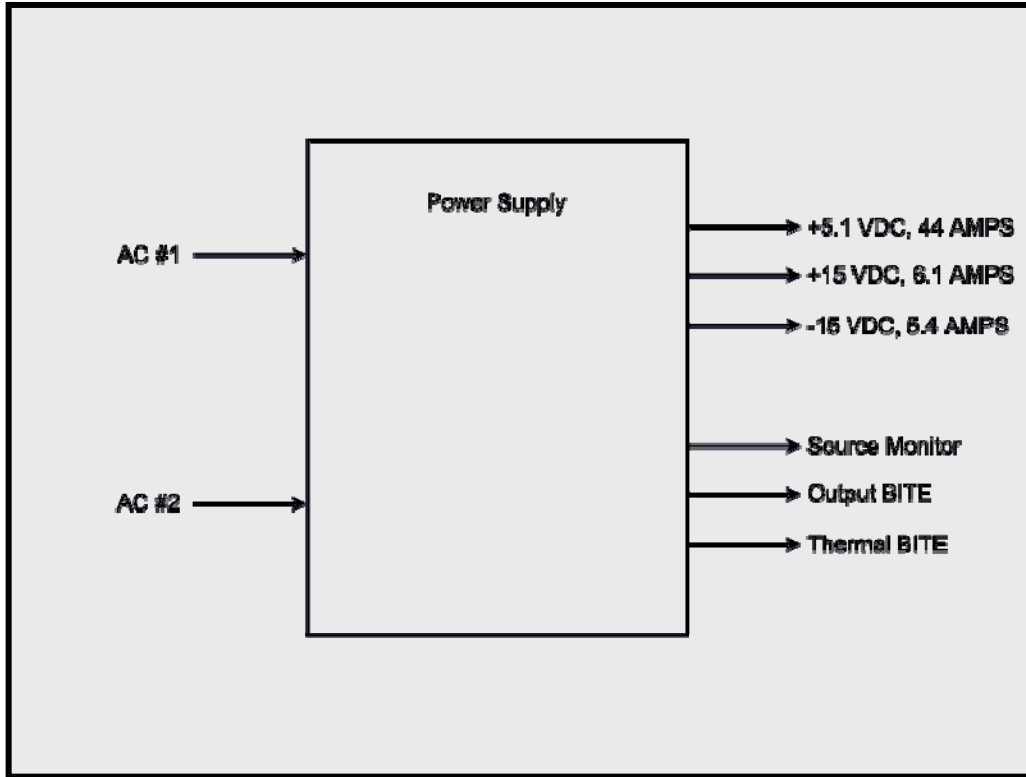 Power Supply
AC #1
AC #2
+5.1 VDC, 44 AMPS
+15 VDC, 6.1 AMPS
-15 VDC, 5.4 AMPS
Source Monitor
Output BITE
Thermal BITE